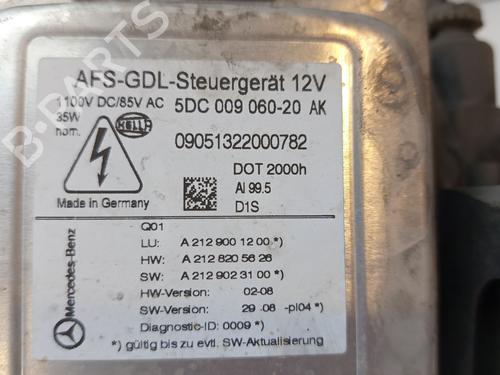 AFS-GDL-Steuergerät 12V
1100V DC/85V AC 5DC 009 060-20 AK
35W
nom.
HELLA
09051322000782
DOT 2000h
Al 99.5
D1S
Made in Germany
Q01
LU: A 212 900 12 00 *)
HW: A 212 820 56 26
SW: A 212 902 31 00 *)
HW-Version: 02-08
SW-Version: 29 08 -pl04 *)
Diagnostic-ID: 0009 *)
*) gültig bis zu evtl. SW-Aktualisierung
Mercedes-Benz
B-PARTS